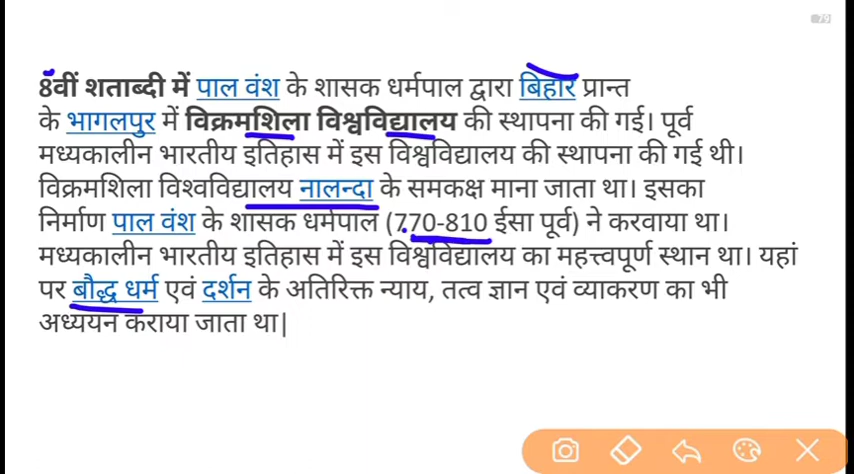 79
8वीं शताब्दी में पाल वंश के शासक धर्मपाल द्वारा बिहार प्रान्त
के भागलपुर में विक्रमशिला विश्वविद्यालय की स्थापना की गई। पूर्व
मध्यकालीन भारतीय इतिहास में इस विश्वविद्यालय की स्थापना की गई थी।
विक्रमशिला विश्वविद्यालय नालन्दा के समकक्ष माना जाता था। इसका
निर्माण पाल वंश के शासक धर्मपाल (770-810 ईसा पूर्व) ने करवाया था।
मध्यकालीन भारतीय इतिहास में इस विश्वविद्यालय का महत्त्वपूर्ण स्थान था। यहां
पर बौद्ध धर्म एवं दर्शन के अतिरिक्त न्याय, तत्व ज्ञान एवं व्याकरण का भी
अध्ययन कराया जाता था|